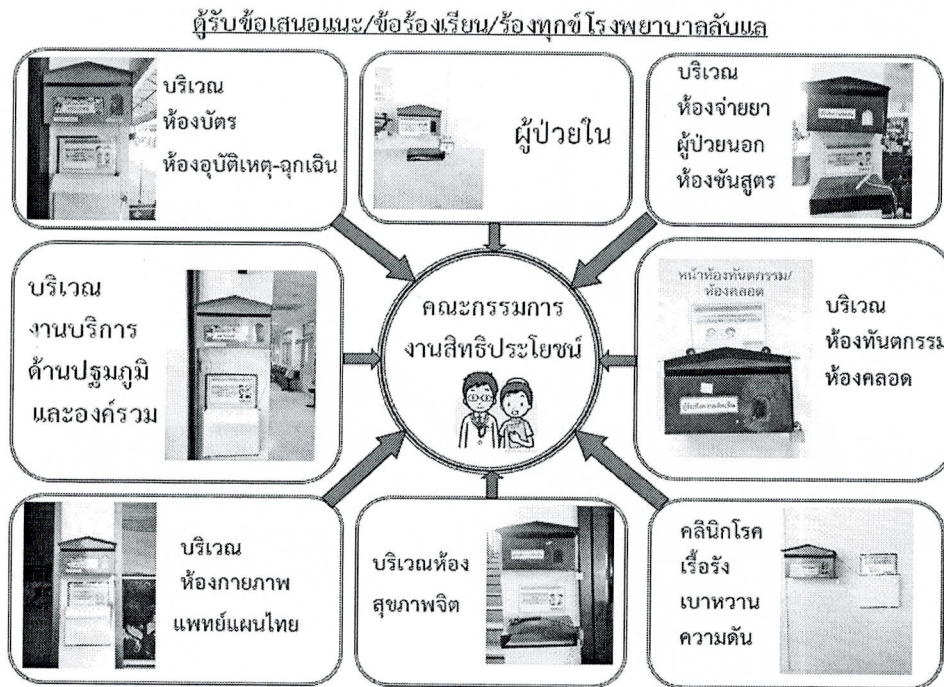 ตู้รับข้อเสนอแนะ/ข้อร้องเรียน/ร้องทุกข์โรงพยาบาลลับแล
บริเวณ
ห้องบัตร
ห้องอุบัติเหตุ-ฉุกเฉิน
ผู้ป่วยใน
บริเวณ
ห้องจ่ายยา
ผู้ป่วยนอก
ห้องชันสูตร
บริเวณ
งานบริการ
ด้านปฐมภูมิ
และองค์รวม
คณะกรรมการ
งานสิทธิประโยชน์
หน้าห้องทันตกรรม/
ห้องคลอด
บริเวณ
ห้องทันตกรรม
ห้องคลอด
บริเวณ
ห้องกายภาพ
แพทย์แผนไทย
บริเวณห้อง
สุขภาพจิต
คลินิกโรค
เรื้อรัง
เบาหวาน
ความดัน